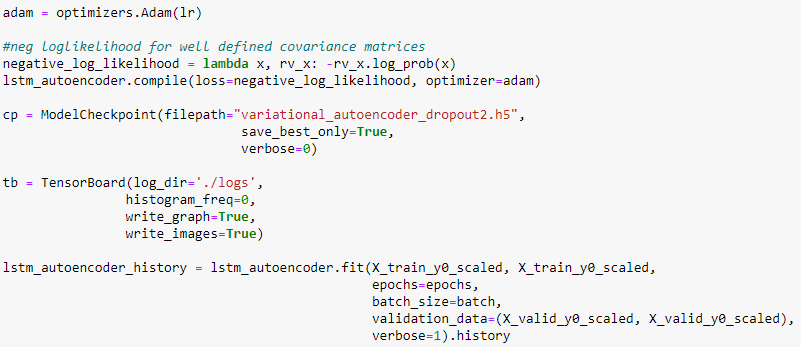 adam = optimizers.Adam(lr)
#neg loglikelihood for well defined covariance matrices
negative_log_likelihood = lambda x, rv_x: -rv_x.log_prob(x)
lstm_autoencoder.compile(loss=negative_log_likelihood, optimizer=adam)
cp = ModelCheckpoint(filepath="variational_autoencoder_dropout2.h5",
save_best_only=True,
verbose=0)
tb = TensorBoard(log_dir='./logs',
histogram_freq=0,
write_graph=True,
write_images=True)
lstm_autoencoder_history = lstm_autoencoder.fit(X_train_y0_scaled, X_train_y0_scaled,
epochs=epochs,
batch_size=batch,
validation_data=(X_valid_y0_scaled, X_valid_y0_scaled),
verbose=1).history